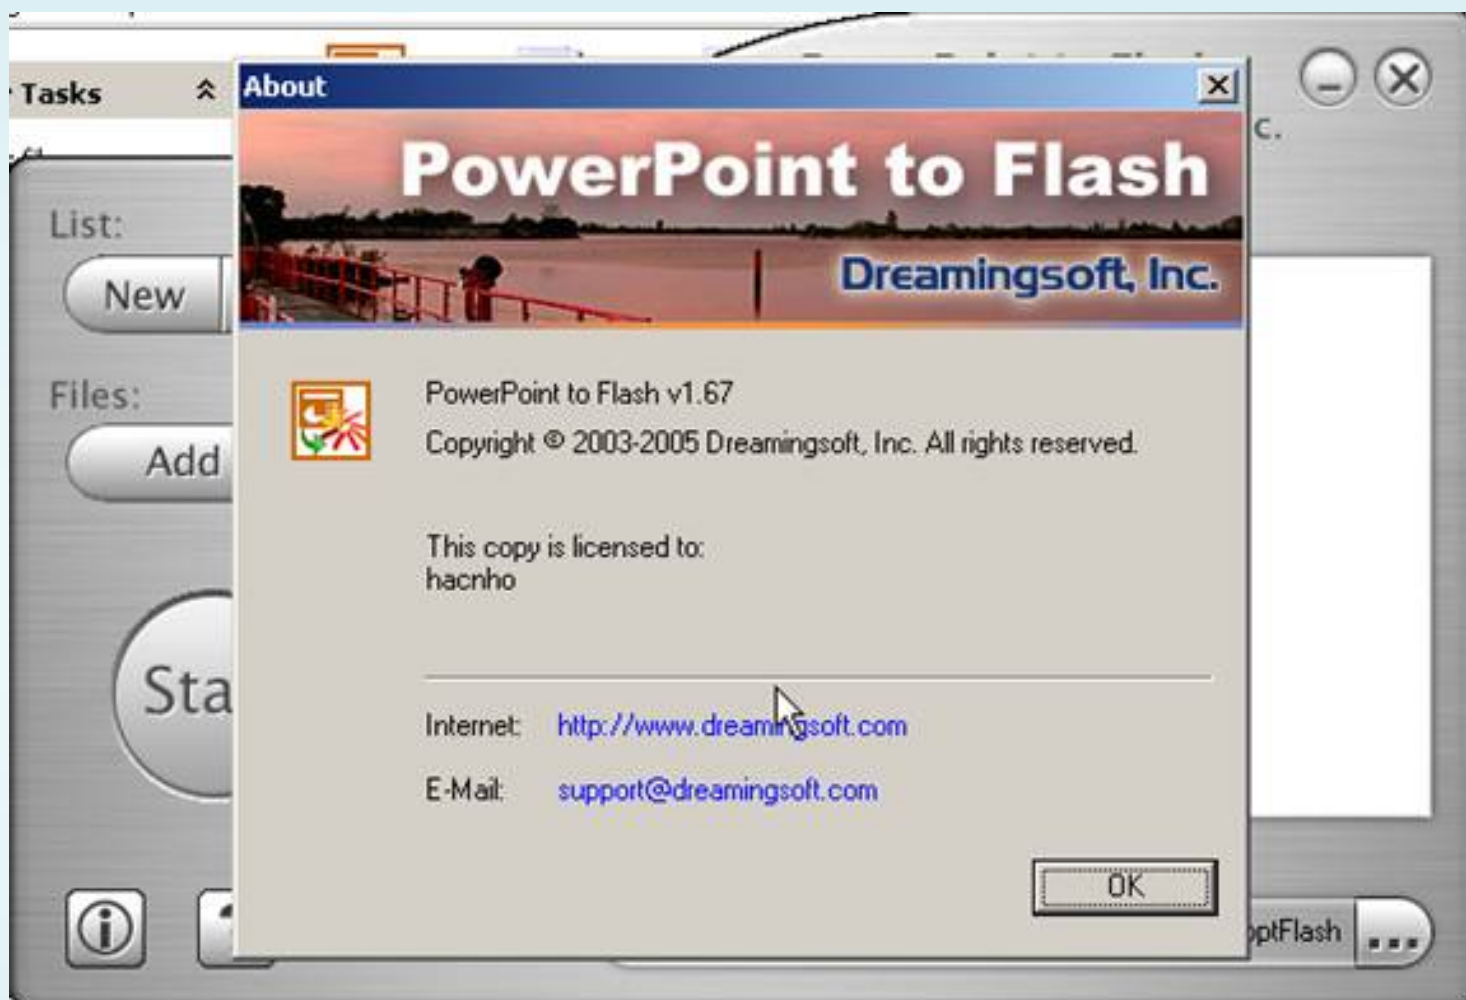 Tasks
About
c.
PowerPoint to Flash
Dreamingsoft, Inc.
List:
New
PowerPoint to Flash v1.67
Files:
Copyright © 2003-2005 Dreamingsoft, Inc. All rights reserved.
Add
This copy is licensed to:
hacnho
Sta
Internet: http://www.dreamingsoft.com
E-Mail: support@dreamingsoft.com
OK
pptFlash ...